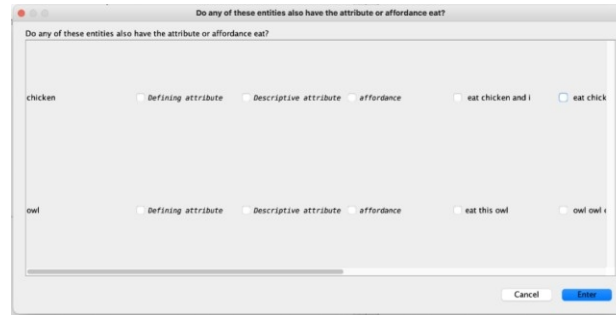 Do any of these entities also have the attribute or affordance eat?
Do any of these entities also have the attribute or affordance eat?
chicken Defining attribute Descriptive attribute affordance eat chicken and i eat chick
owl Defining attribute Descriptive attribute affordance eat this owl owl owl
Cancel Enter